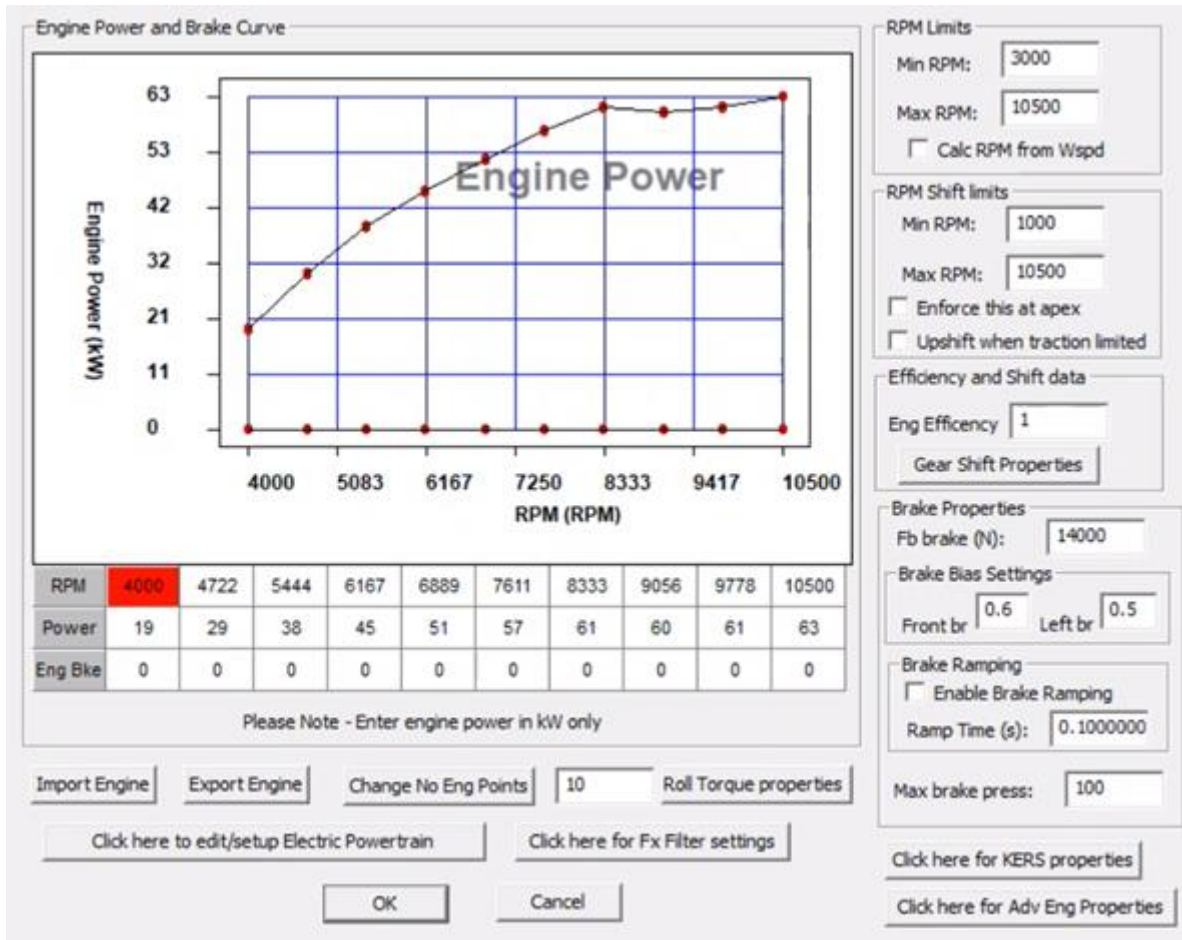 Engine Power and Brake Curve
Engine Power
Engine Power (kW)
63
53
42
32
21
11
0
4000 5083 6167 7250 8333 9417 10500
RPM (RPM)
RPM 4000 4722 5444 6167 6889 7611 8333 9056 9778 10500
Power 19 29 38 45 51 57 61 60 61 63
Eng Bke 0 0 0 0 0 0 0 0 0 0
Please Note - Enter engine power in kW only
Import Engine Export Engine Change No Eng Points 10 Roll Torque properties
Click here to edit/setup Electric Powertrain Click here for Fx Filter settings
OK Cancel
RPM Limits
Min RPM: 3000
Max RPM: 10500
Calc RPM from Wspd
RPM Shift limits
Min RPM: 1000
Max RPM: 10500
Enforce this at apex
Upshift when traction limited
Efficiency and Shift data
Eng Efficency 1
Gear Shift Properties
Brake Properties
Fb brake (N): 14000
Brake Bias Settings
Front br 0.6 Left br 0.5
Brake Ramping
Enable Brake Ramping
Ramp Time (s): 0.1000000
Max brake press: 100
Click here for KERS properties
Click here for Adv Eng Properties